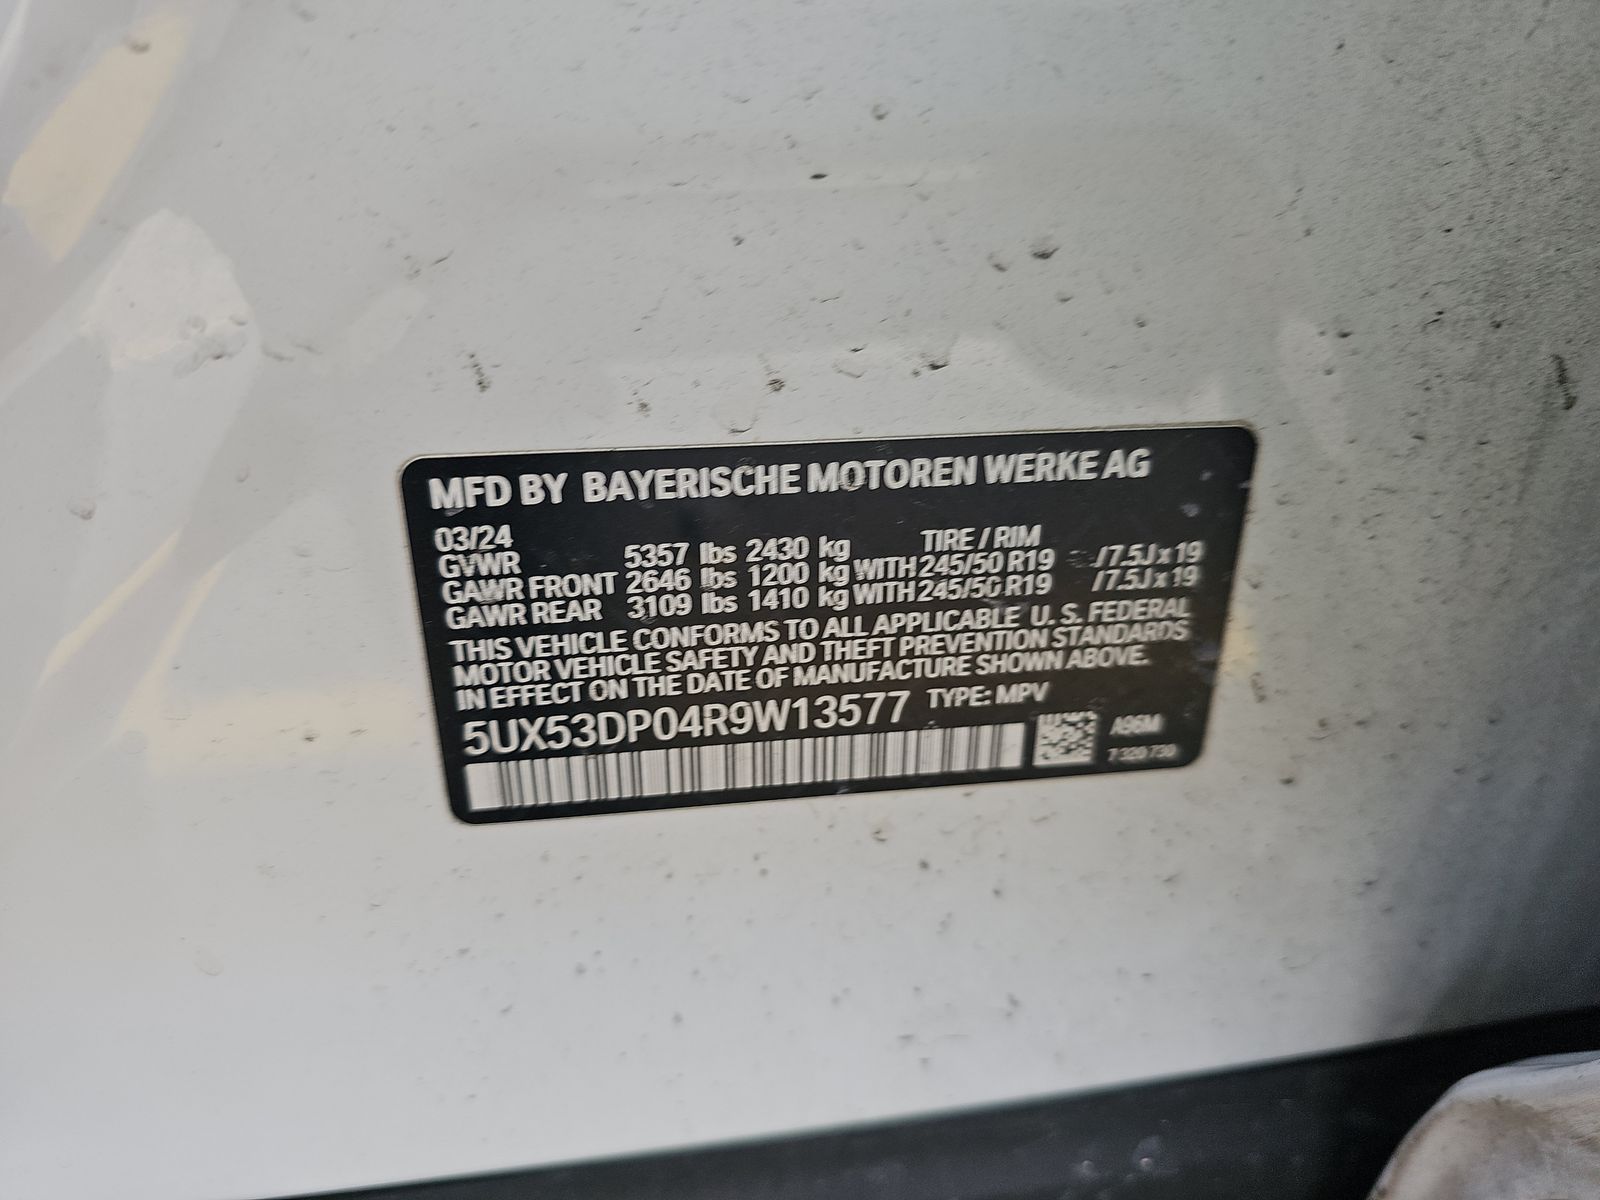 MFD BY BAYERISCHE MOTOREN WERKE AG
03/24 TIRE / RIM
GVWR 5357 lbs 2430 kg
GAWR FRONT 2646 lbs 1200 kg WITH 245/50 R19 /7.5J x 19
GAWR REAR 3109 lbs 1410 kg WITH 245/50 R19 /7.5J x 19
THIS VEHICLE CONFORMS TO ALL APPLICABLE U. S. FEDERAL
MOTOR VEHICLE SAFETY AND THEFT PREVENTION STANDARDS
IN EFFECT ON THE DATE OF MANUFACTURE SHOWN ABOVE.
5UX53DP04R9W13577 TYPE: MPV
A96M